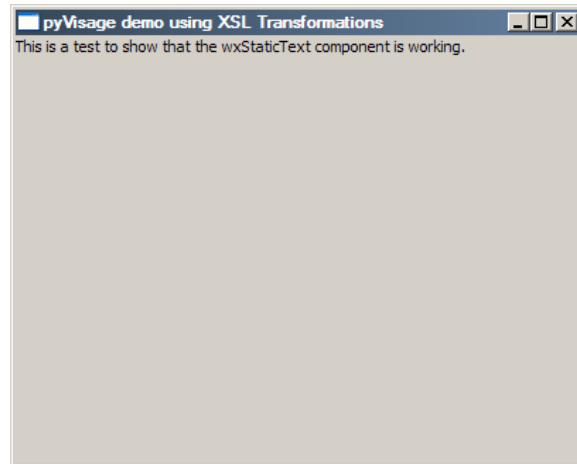 pyVisage demo using XSL Transformations
This is a test to show that the wxStaticText component is working.